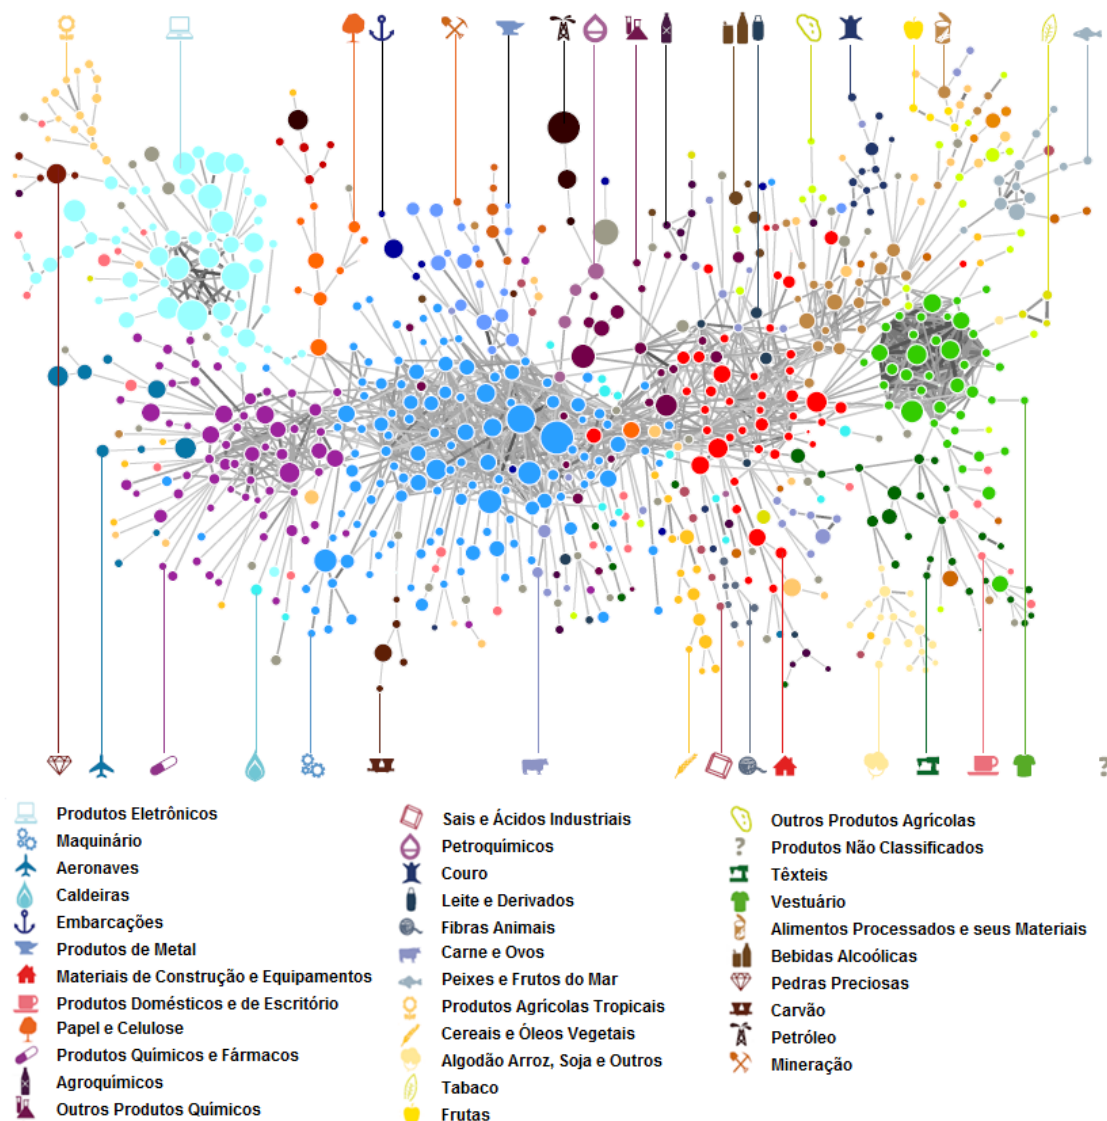 Produtos Eletrônicos
Maquinário
Aeronaves
Caldeiras
Embarcações
Produtos de Metal
Materiais de Construção e Equipamentos
Produtos Domésticos e de Escritório
Papel e Celulose
Produtos Químicos e Fármacos
Agroquímicos
Outros Produtos Químicos
Sais e Ácidos Industriais
Petroquímicos
Couro
Leite e Derivados
Fibras Animais
Carne e Ovos
Peixes e Frutos do Mar
Produtos Agrícolas Tropicais
Cereais e Óleos Vegetais
Algodão Arroz, Soja e Outros
Tabaco
Frutas
Outros Produtos Agrícolas
? Produtos Não Classificados
Têxteis
Vestuário
Alimentos Processados e seus Materiais
Bebidas Alcoólicas
Pedras Preciosas
Carvão
Petróleo
Mineração